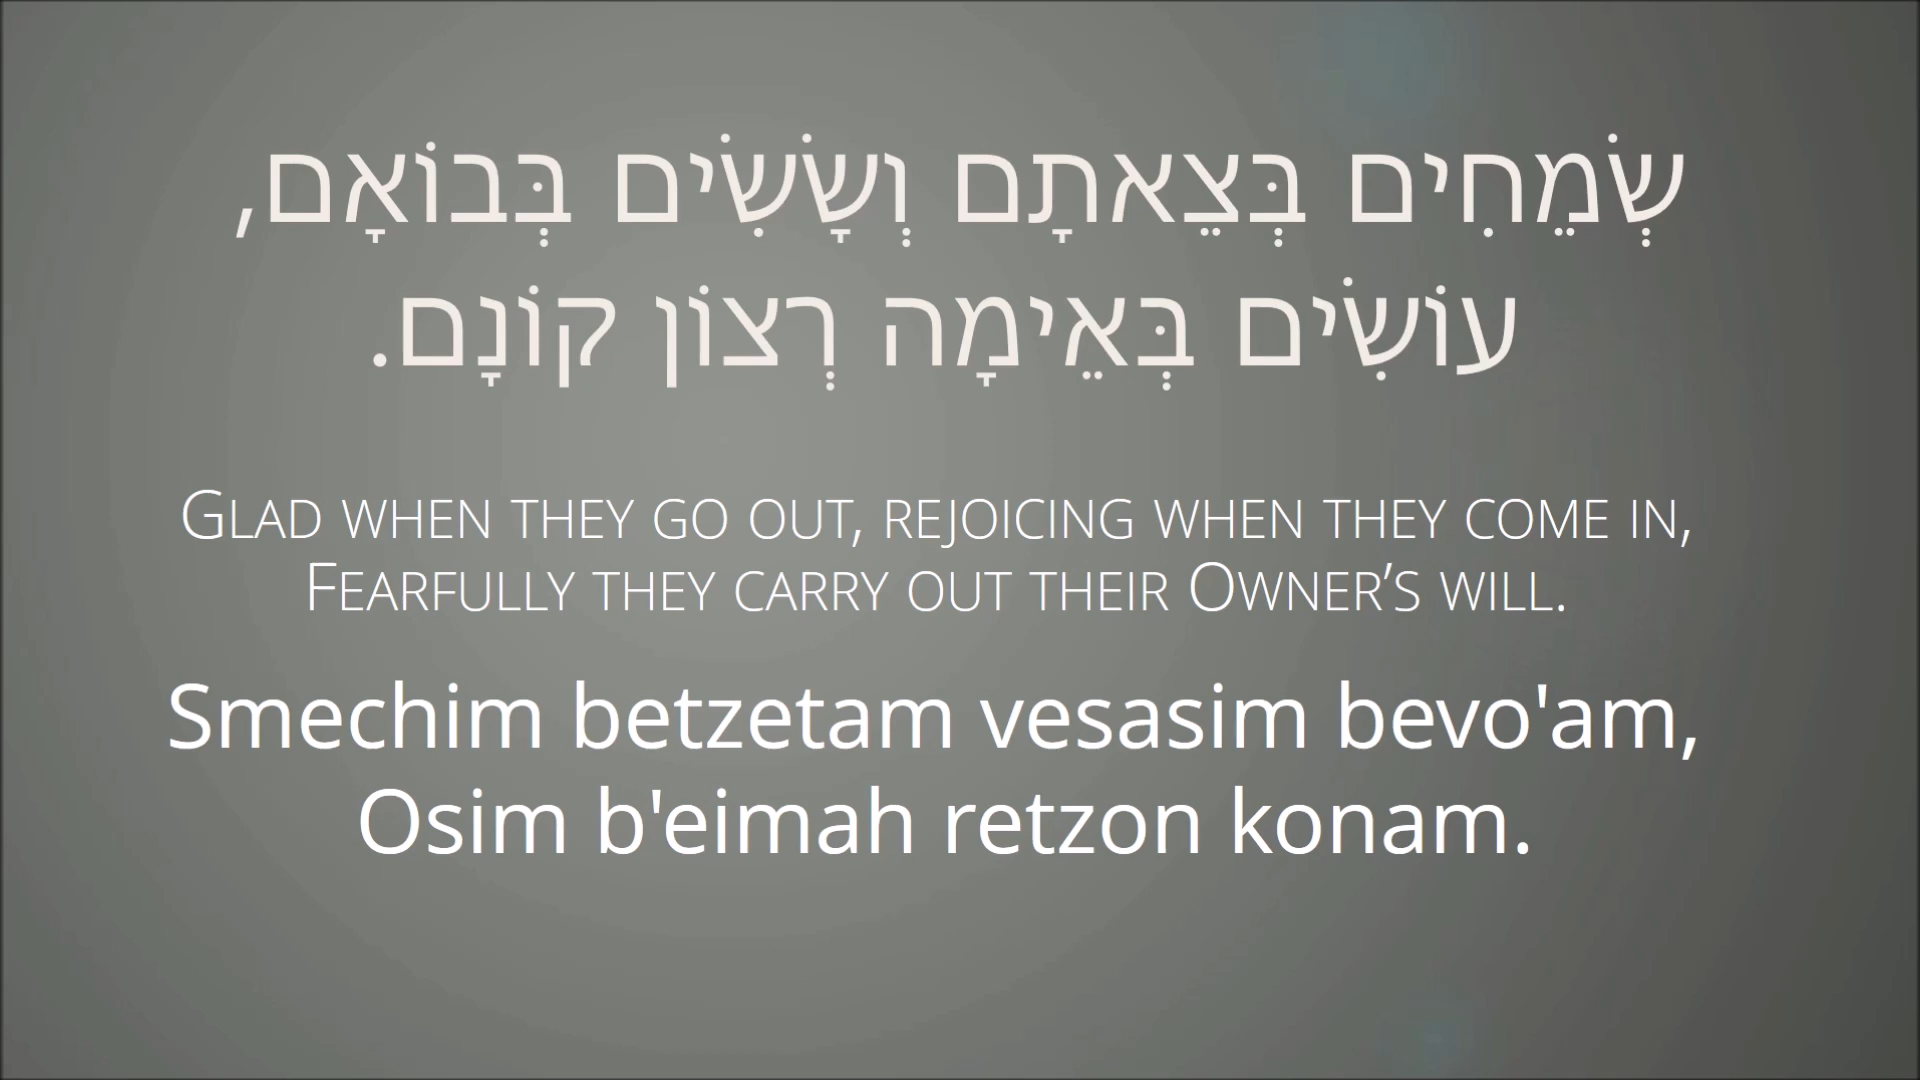 שְׂמֵחִים בְּצֵאתָם וְשָׂשִׂים בְּבוֹאָם,
עוֹשִׂים בְּאֵימָה רְצוֹן קוֹנָם.
Glad when they go out, rejoicing when they come in,
Fearfully they carry out their Owner’s will.
Smechim betzetam vesasim bevo'am,
Osim b'eimah retzon konam.